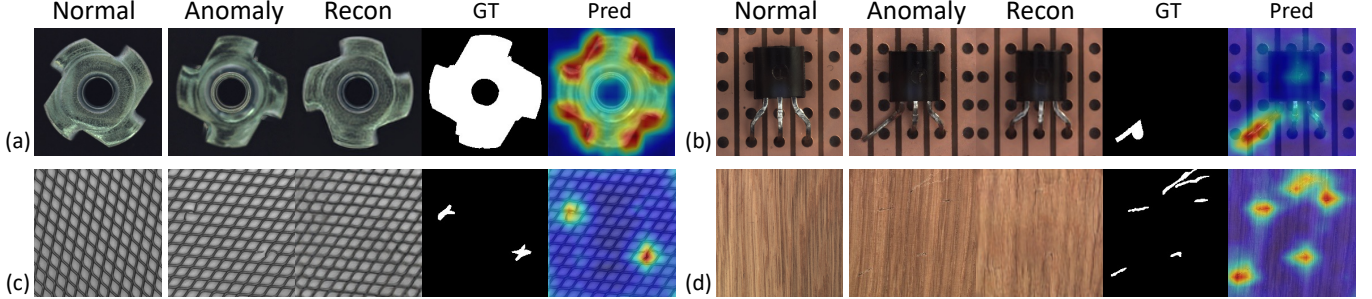 Normal Anomaly Recon GT Pred Normal Anomaly Recon GT Pred
(a) (b)
(c) (d)